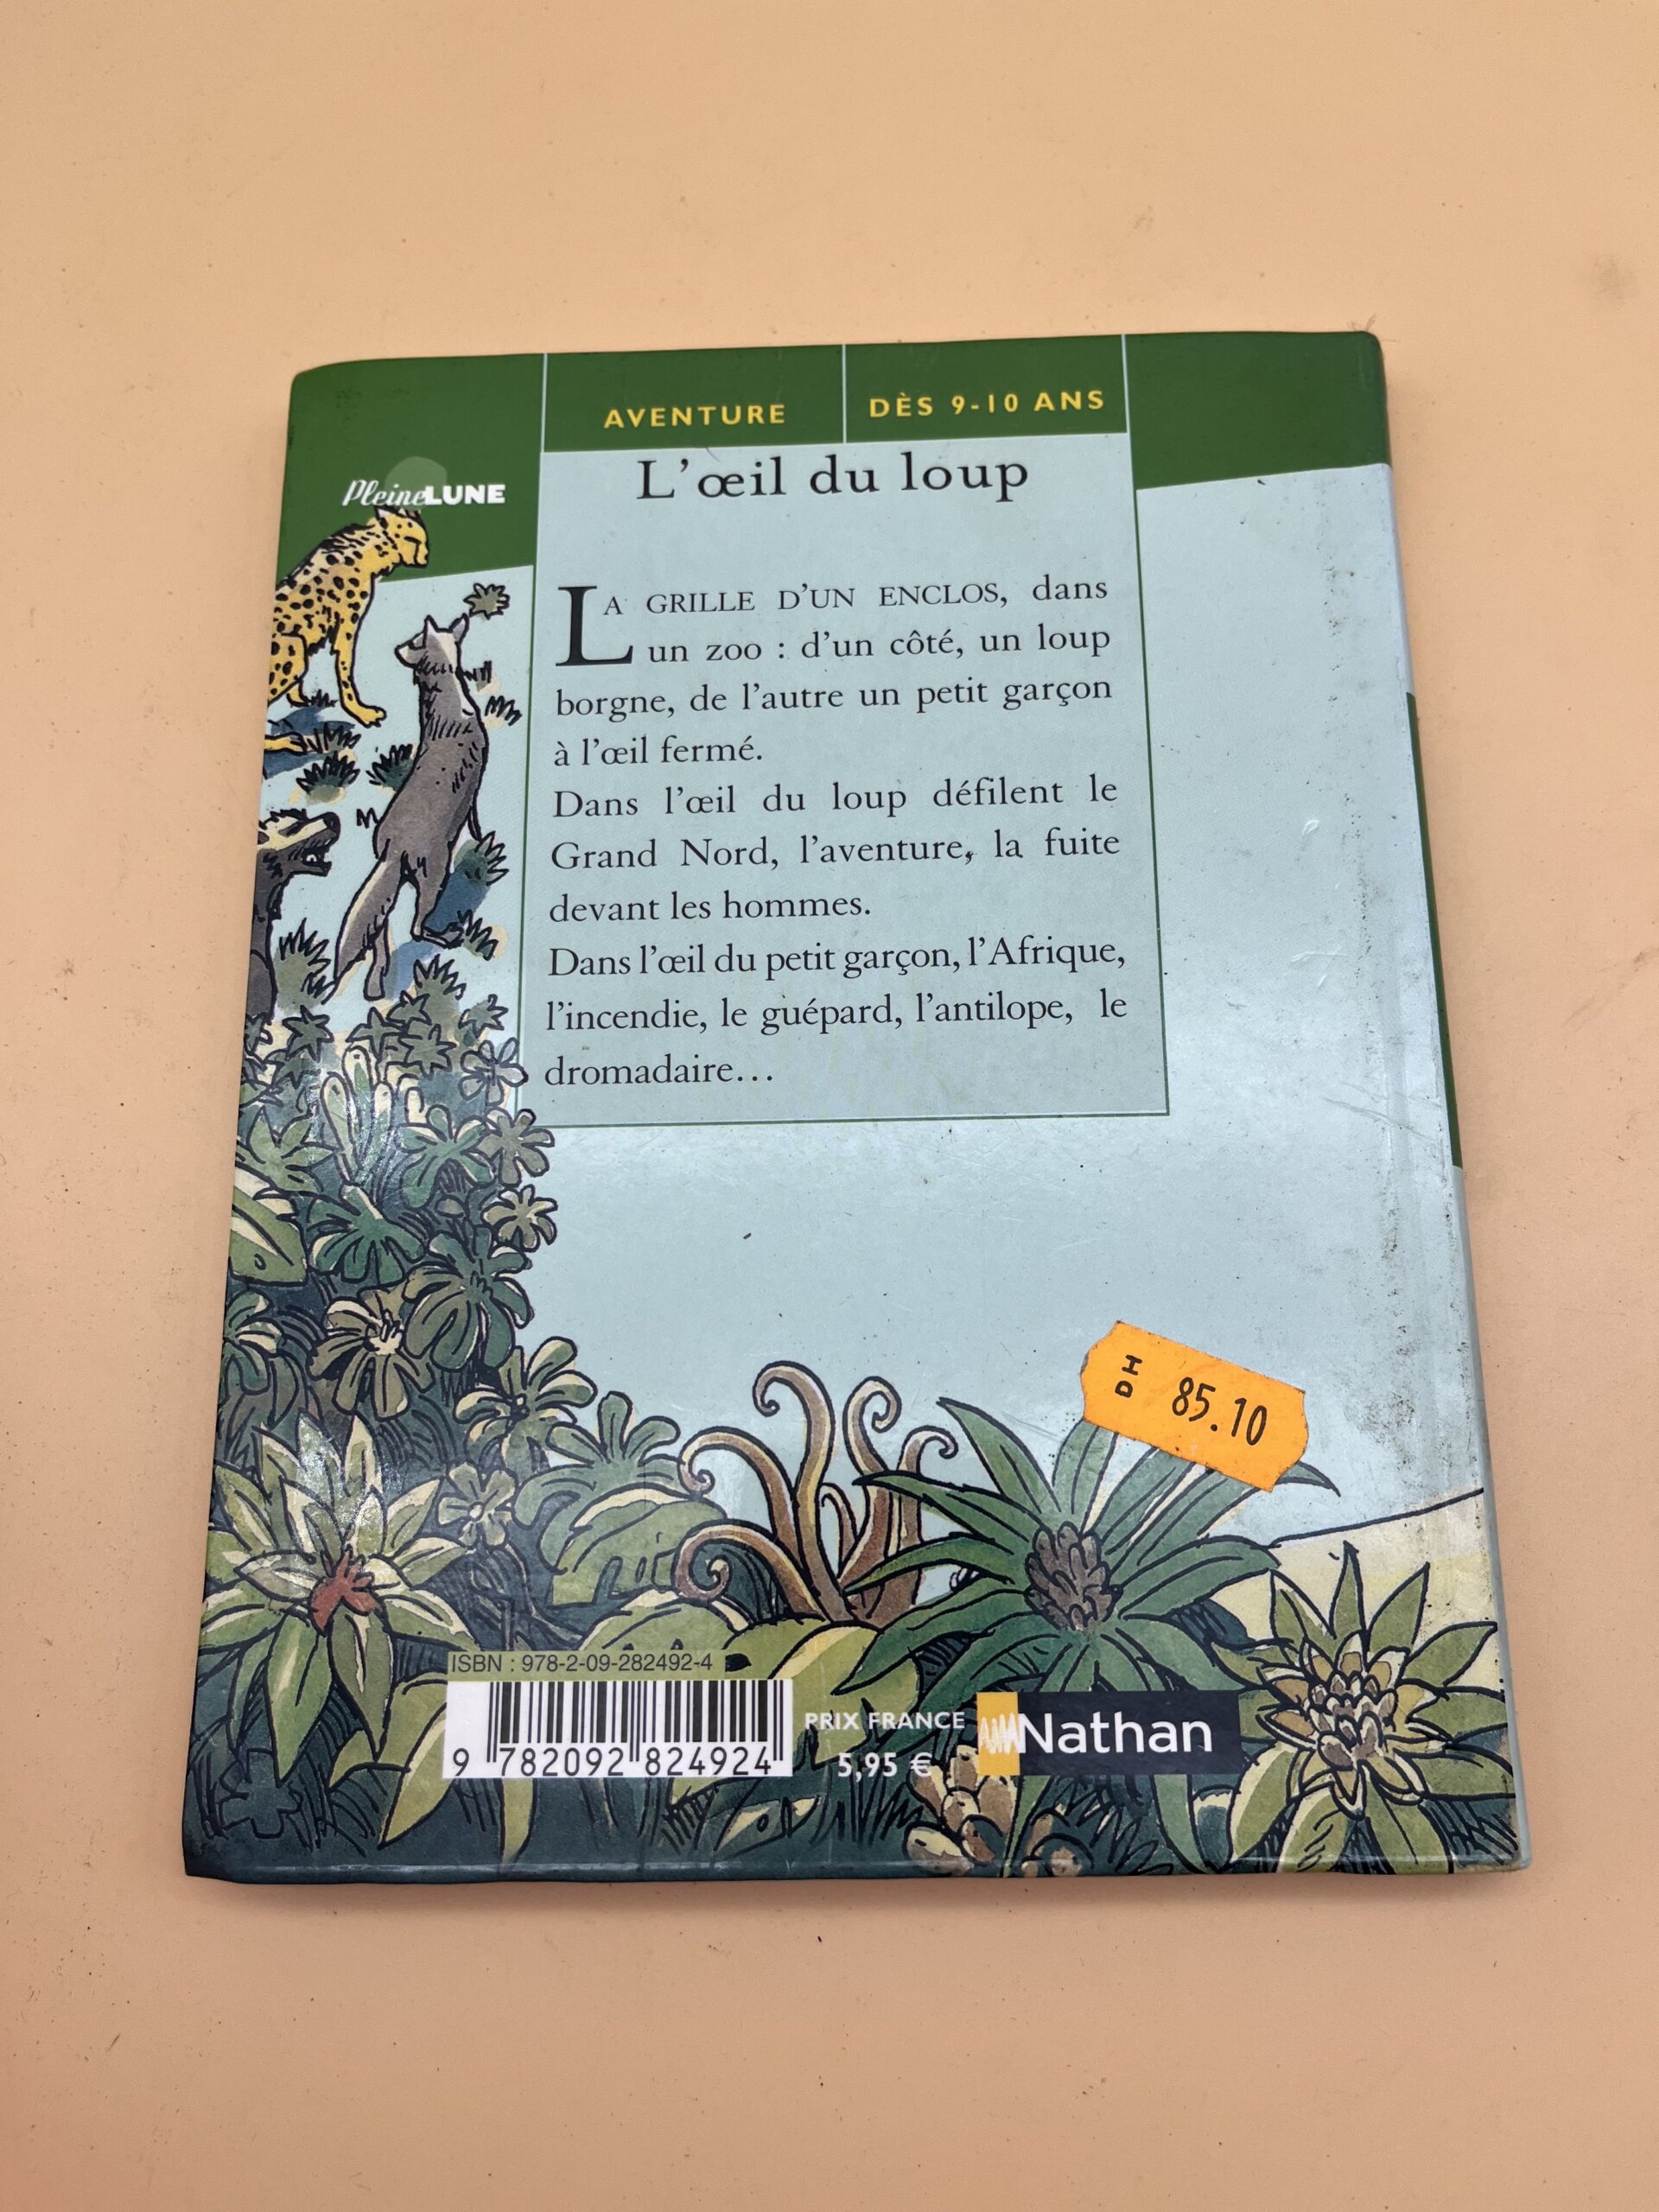 AVENTURE
DÈS 9-10 ANS
PleineLUNE
L'œil du loup
LA GRILLE D'UN ENCLOS, dans
un zoo : d'un côté, un loup
borgne, de l'autre un petit garçon
à l'œil fermé.
Dans l'œil du loup défilent le
Grand Nord, l'aventure, la fuite
devant les hommes.
Dans l'œil du petit garçon, l'Afrique,
l'incendie, le guépard, l'antilope, le
dromadaire...
DH 85.10
ISBN : 978-2-09-282492-4
9 782092 824924
PRIX FRANCE
5,95 €
Nathan